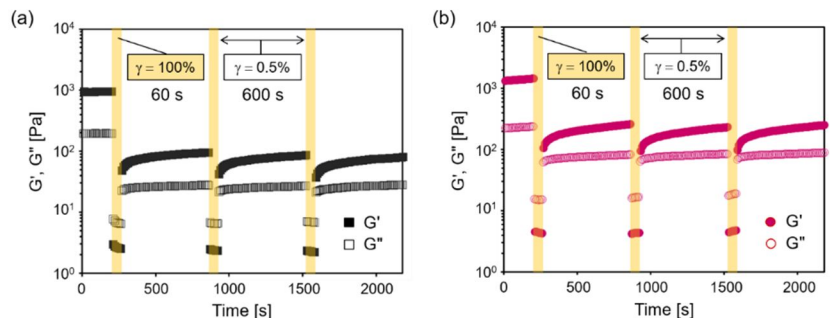 (a)
10⁴
γ = 100%
γ = 0.5%
60 s
600 s
10³
10²
10¹
10⁰
G', G" [Pa]
G'
G"
0
500
1000
1500
2000
Time [s]
(b)
10⁴
γ = 100%
γ = 0.5%
60 s
600 s
10³
10²
10¹
10⁰
G', G" [Pa]
G'
G"
0
500
1000
1500
2000
Time [s]